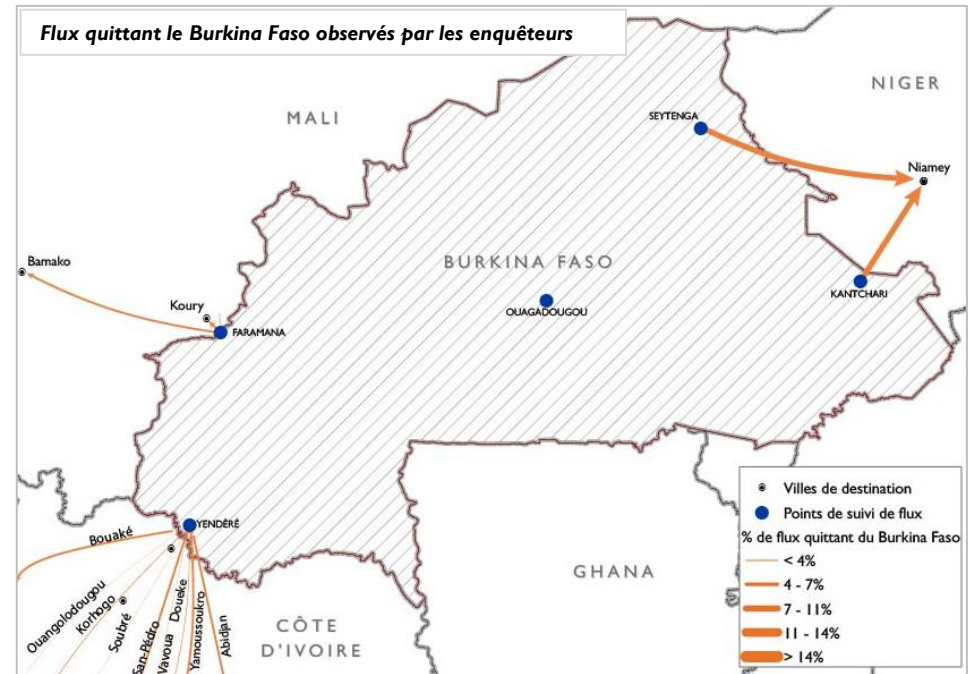 Flux quittant le Burkina Faso observés par les enquêteurs
NIGER
MALI
SEYTENGA
Niamey
Bamako
BURKINA FASO
KANTCHARI
Koury
OUAGADOUGOU
FARAMANA
YENDÉRÉ
Bouaké
Ouangolodougou
Korhogo
Soubré
San-Pédro
Vavoua
Doueke
Yamoussoukro
Abidjan
CÔTE
D'IVOIRE
GHANA
Villes de destination
Points de suivi de flux
% de flux quittant du Burkina Faso
< 4%
4 - 7%
7 - 11%
11 - 14%
> 14%